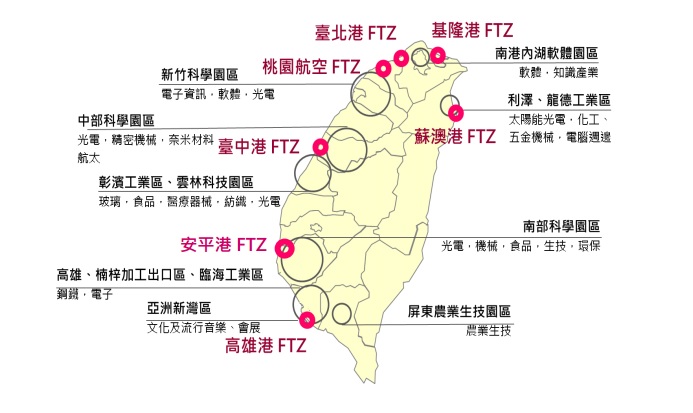 臺北港 FTZ
基隆港 FTZ
桃園航空 FTZ
南港內湖軟體園區
軟體，知識產業
新竹科學園區
電子資訊，軟體，光電
利澤、龍德工業區
太陽能光電，化工、
五金機械，電腦週邊
蘇澳港 FTZ
中部科學園區
光電，精密機械，奈米材料
航太
臺中港 FTZ
彰濱工業區、雲林科技園區
玻璃，食品，醫療器械，紡織，光電
南部科學園區
光電，機械，食品，生技，環保
安平港 FTZ
高雄、楠梓加工出口區、臨海工業區
鋼鐵，電子
亞洲新灣區
文化及流行音樂、會展
屏東農業生技園區
農業生技
高雄港 FTZ